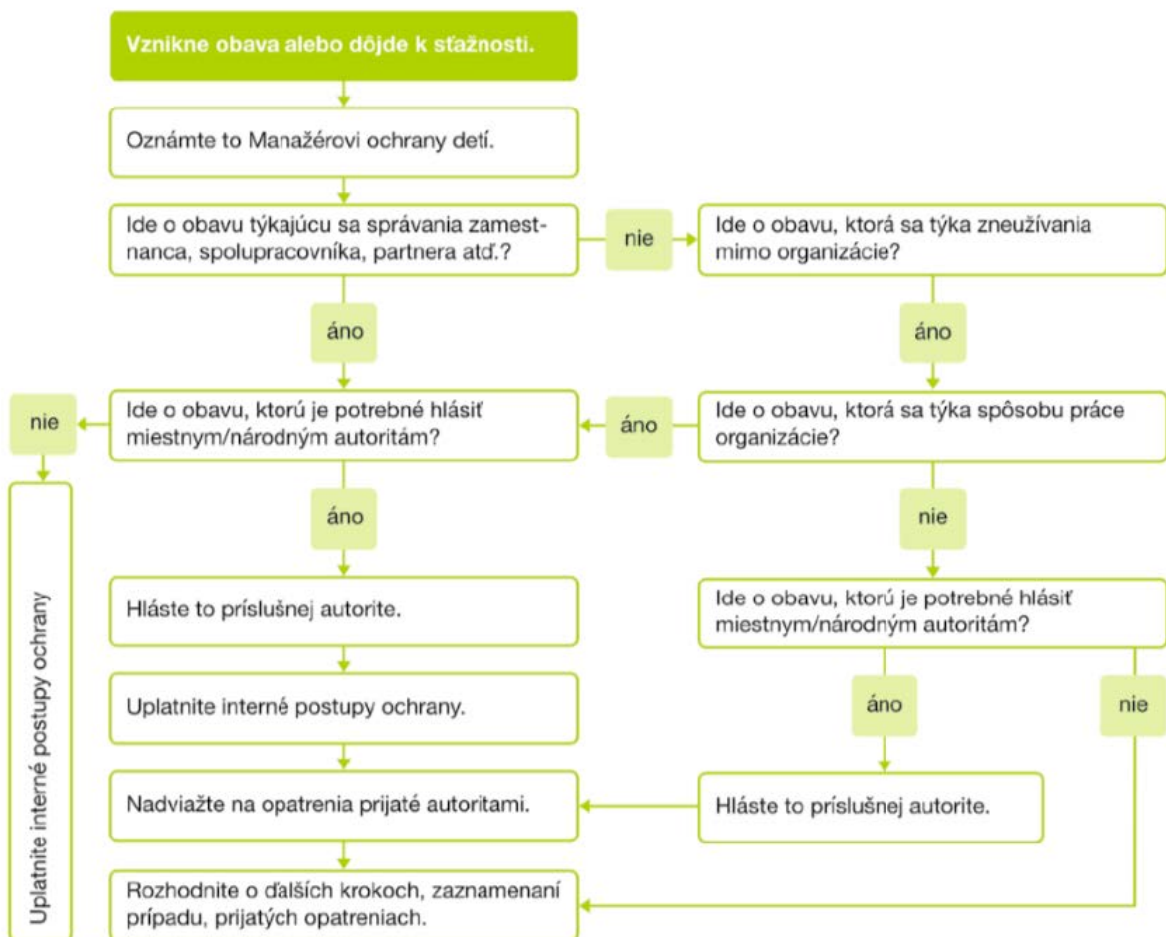 Vznikne obava alebo dôjde k sťažnosti.
Oznámte to Manažérovi ochrany detí.
Ide o obavu týkajúcu sa správania zamest-
nanca, spolupracovníka, partnera atď.?
nie
Ide o obavu, ktorá sa týka zneužívania
mimo organizácie?
áno
áno
nie
Ide o obavu, ktorú je potrebné hlásiť
miestnym/národným autoritám?
áno
Ide o obavu, ktorá sa týka spôsobu práce
organizácie?
áno
nie
Uplatnite interné postupy ochrany
Hláste to príslušnej autorite.
Ide o obavu, ktorú je potrebné hlásiť
miestnym/národným autoritám?
Uplatnite interné postupy ochrany.
áno
nie
Nadviažte na opatrenia prijaté autoritami.
Hláste to príslušnej autorite.
Rozhodnite o ďalších krokoch, zaznamenaní
prípadu, prijatých opatreniach.